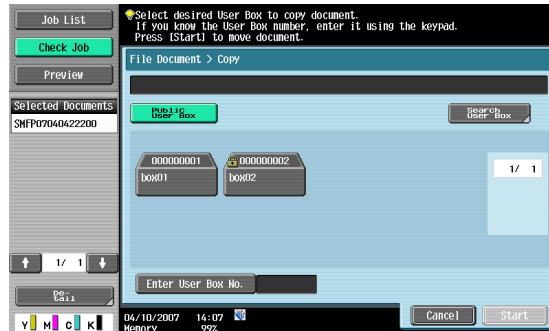 Job List
Check Job
Preview
Selected Documents
SMFP07040422200
1/ 1
De-
tail
Y M C K
Select desired User Box to copy document.
If you know the User Box number, enter it using the keypad.
Press [Start] to move document.
File Document > Copy
Public
User Box
Search
User Box
000000001
box01
000000002
box02
1/ 1
Enter User Box No.
04/10/2007 14:07
Memory 99%
Cancel
Start